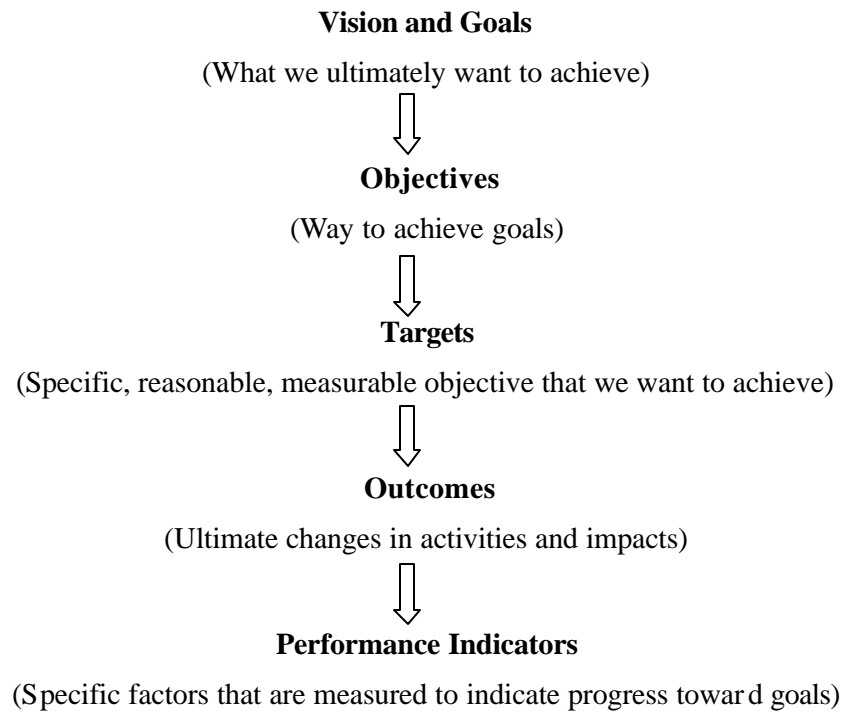 Vision and Goals
(What we ultimately want to achieve)
Objectives
(Way to achieve goals)
Targets
(Specific, reasonable, measurable objective that we want to achieve)
Outcomes
(Ultimate changes in activities and impacts)
Performance Indicators
(Specific factors that are measured to indicate progress towar d goals)